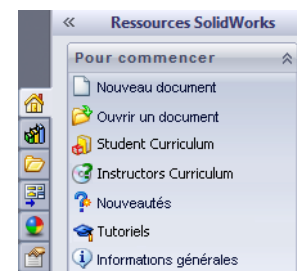 « Ressources SolidWorks
Pour commencer
Nouveau document
Ouvrir un document
Student Curriculum
Instructors Curriculum
Nouveautés
Tutoriels
Informations générales